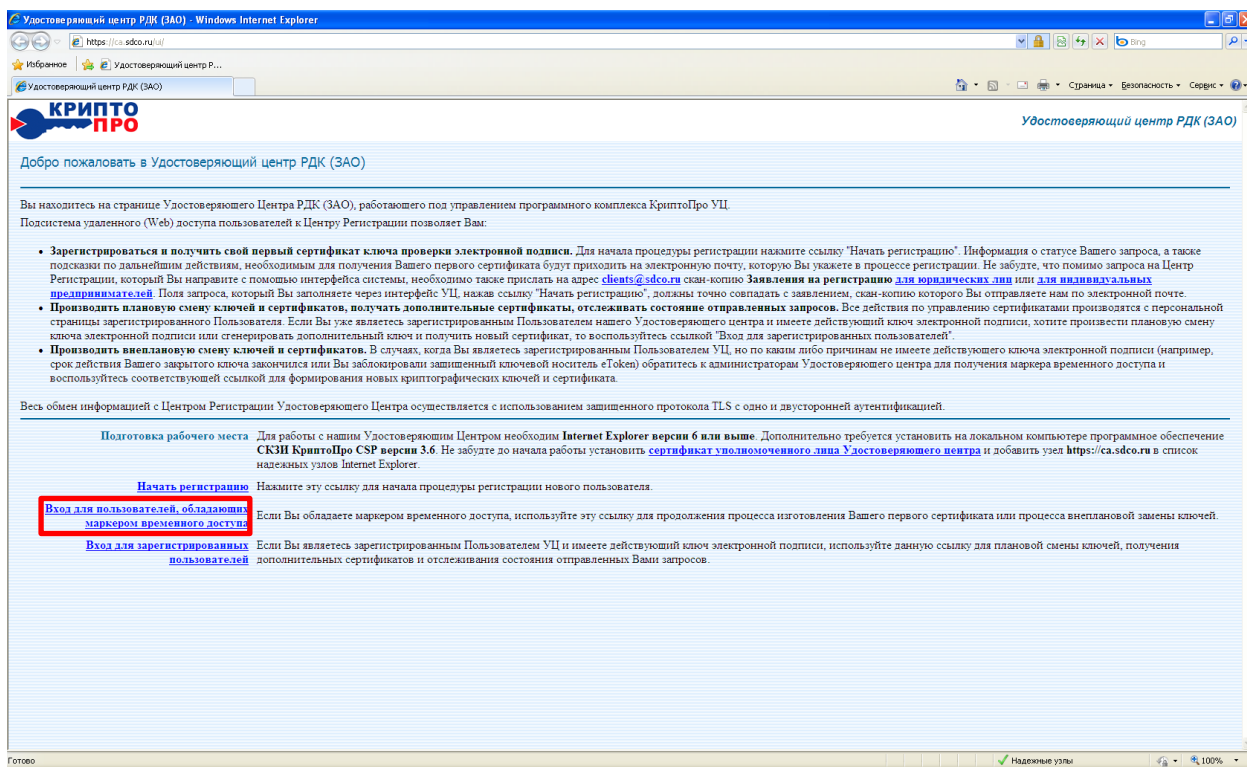 Удостоверяющий центр РДК (ЗАО) - Windows Internet Explorer
https://ca.sdco.ru/ui/
Bing
Избранное Удостоверяющий центр Р...
Удостоверяющий центр РДК (ЗАО)
Страница Безопасность Сервис
КРИПТО
ПРО
Удостоверяющий центр РДК (ЗАО)
Добро пожаловать в Удостоверяющий центр РДК (ЗАО)
Вы находитесь на странице Удостоверяющего Центра РДК (ЗАО), работающего под управлением программного комплекса КриптоПро УЦ.
Подсистема удаленного (Web) доступа пользователей к Центру Регистрации позволяет Вам:
• Зарегистрироваться и получить свой первый сертификат ключа проверки электронной подписи. Для начала процедуры регистрации нажмите ссылку "Начать регистрацию". Информация о статусе Вашего запроса, а также
подсказки по дальнейшим действиям, необходимым для получения Вашего первого сертификата будут приходить на электронную почту, которую Вы укажете в процессе регистрации. Не забудте, что помимо запроса на Центр
Регистрации, который Вы направите с помощью интерфейса системы, необходимо также прислать на адрес clients@sdco.ru скан-копию Заявления на регистрацию для юридических лиц или для индивидуальных
предпринимателей. Поля запроса, который Вы заполняете через интерфейс УЦ, нажав ссылку "Начать регистрацию", должны точно совпадать с заявлением, скан-копию которого Вы отправляете нам по электронной почте.
• Производить плановую смену ключей и сертификатов, получать дополнительные сертификаты, отслеживать состояние отправленных запросов. Все действия по управлению сертификатами производятся с персональной
страницы зарегистрированного Пользователя. Если Вы уже являетесь зарегистрированным Пользователем нашего Удостоверяющего центра и имеете действующий ключ электронной подписи, хотите произвести плановую смену
ключа электронной подписи или сгенерировать дополнительный ключ и получить новый сертификат, то воспользуйтесь ссылкой "Вход для зарегистрированных пользователей".
• Производить внеплановую смену ключей и сертификатов. В случаях, когда Вы являетесь зарегистрированным Пользователем УЦ, но по каким либо причинам не имеете действующего ключа электронной подписи (например,
срок действия Вашего закрытого ключа закончился или Вы заблокировали защищенный ключевой носитель eToken) обратитесь к администраторам Удостоверяющего центра для получения маркера временного доступа и
воспользуйтесь соответствующей ссылкой для формирования новых криптографических ключей и сертификата.
Весь обмен информацией с Центром Регистрации Удостоверяющего Центра осуществляется с использованием защищенного протокола TLS с одно и двусторонней аутентификацией.
Подготовка рабочего места Для работы с нашим Удостоверяющим Центром необходим Internet Explorer версии 6 или выше. Дополнительно требуется установить на локальном компьютере программное обеспечение
СКЗИ КриптоПро CSP версии 3.6. Не забудте до начала работы установить сертификат уполномоченного лица Удостоверяющего центра и добавить узел https://ca.sdco.ru в список
надежных узлов Internet Explorer.
Начать регистрацию Нажмите эту ссылку для начала процедуры регистрации нового пользователя.
Вход для пользователей, обладающих
маркером временного доступа Если Вы обладаете маркером временного доступа, используйте эту ссылку для продолжения процесса изготовления Вашего первого сертификата или процесса внеплановой замены ключей.
Вход для зарегистрированных Если Вы являетесь зарегистрированным Пользователем УЦ и имеете действующий ключ электронной подписи, используйте данную ссылку для плановой смены ключей, получения
пользователей дополнительных сертификатов и отслеживания состояния отправленных Вами запросов.
Готово Надежные узлы 100%